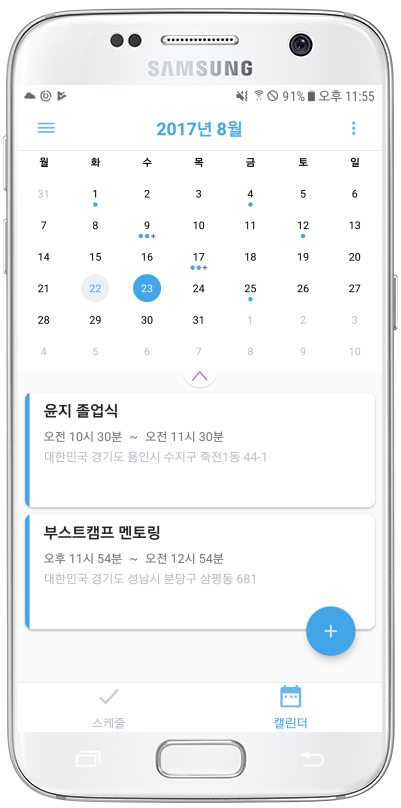 SAMSUNG
91% 오후 11:55
2017년 8월
월 화 수 목 금 토 일
31 1 2 3 4 5 6
7 8 9 10 11 12 13
14 15 16 17 18 19 20
21 22 23 24 25 26 27
28 29 30 31 1 2 3
4 5 6 7 8 9 10
윤지 졸업식
오전 10시 30분 ~ 오전 11시 30분
대한민국 경기도 용인시 수지구 죽전1동 44-1
부스트캠프 멘토링
오후 11시 54분 ~ 오전 12시 54분
대한민국 경기도 성남시 분당구 삼평동 681
스케줄 캘린더